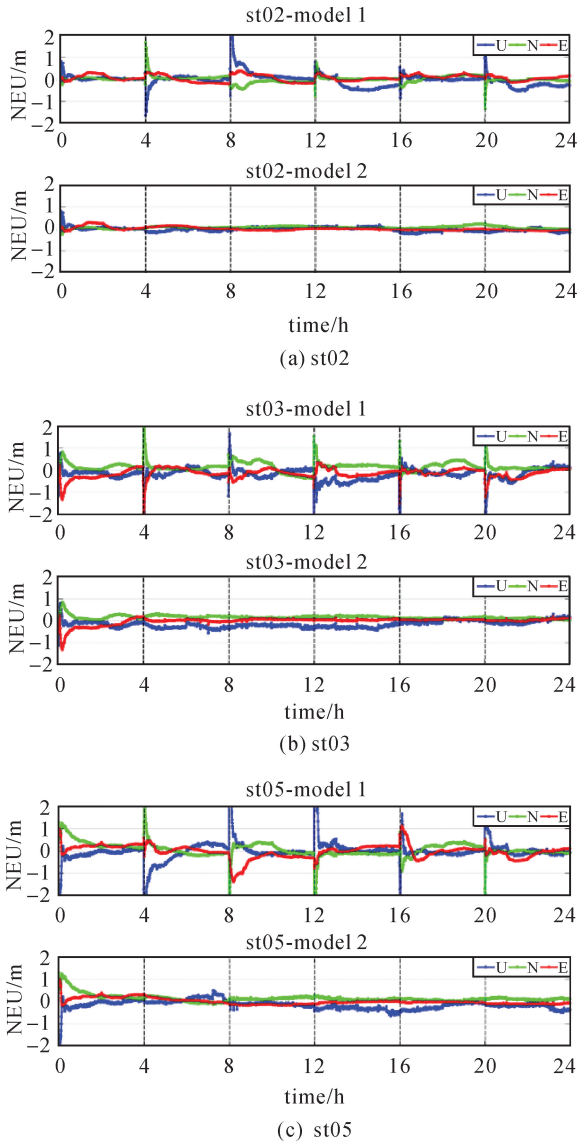 st02-model 1
NEU/m
2
1
0
−1
−2
U N E
0 4 8 12 16 20 24
st02-model 2
NEU/m
2
1
0
−1
−2
U N E
0 4 8 12 16 20 24
time/h
(a) st02
st03-model 1
NEU/m
2
1
0
−1
−2
U N E
0 4 8 12 16 20 24
st03-model 2
NEU/m
2
1
0
−1
−2
U N E
0 4 8 12 16 20 24
time/h
(b) st03
st05-model 1
NEU/m
2
1
0
−1
−2
U N E
0 4 8 12 16 20 24
st05-model 2
NEU/m
2
1
0
−1
−2
U N E
0 4 8 12 16 20 24
time/h
(c) st05